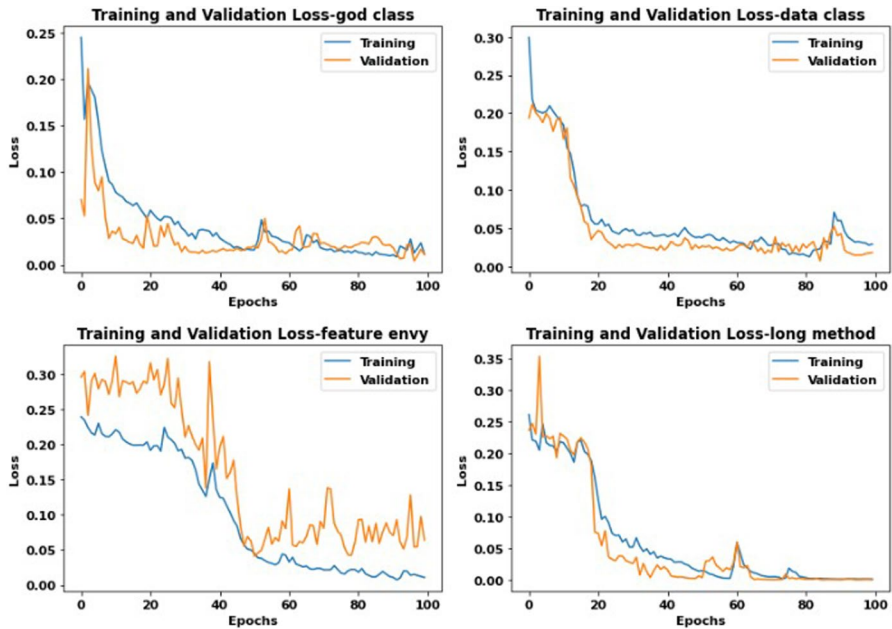 Training and Validation Loss-god class
Training
Validation
0.25
0.20
0.15
0.10
0.05
0.00
Loss
0 20 40 60 80 100
Epochs
Training and Validation Loss-data class
Training
Validation
0.30
0.25
0.20
0.15
0.10
0.05
0.00
Loss
0 20 40 60 80 100
Epochs
Training and Validation Loss-feature envy
Training
Validation
0.30
0.25
0.20
0.15
0.10
0.05
0.00
Loss
0 20 40 60 80 100
Epochs
Training and Validation Loss-long method
Training
Validation
0.35
0.30
0.25
0.20
0.15
0.10
0.05
0.00
Loss
0 20 40 60 80 100
Epochs